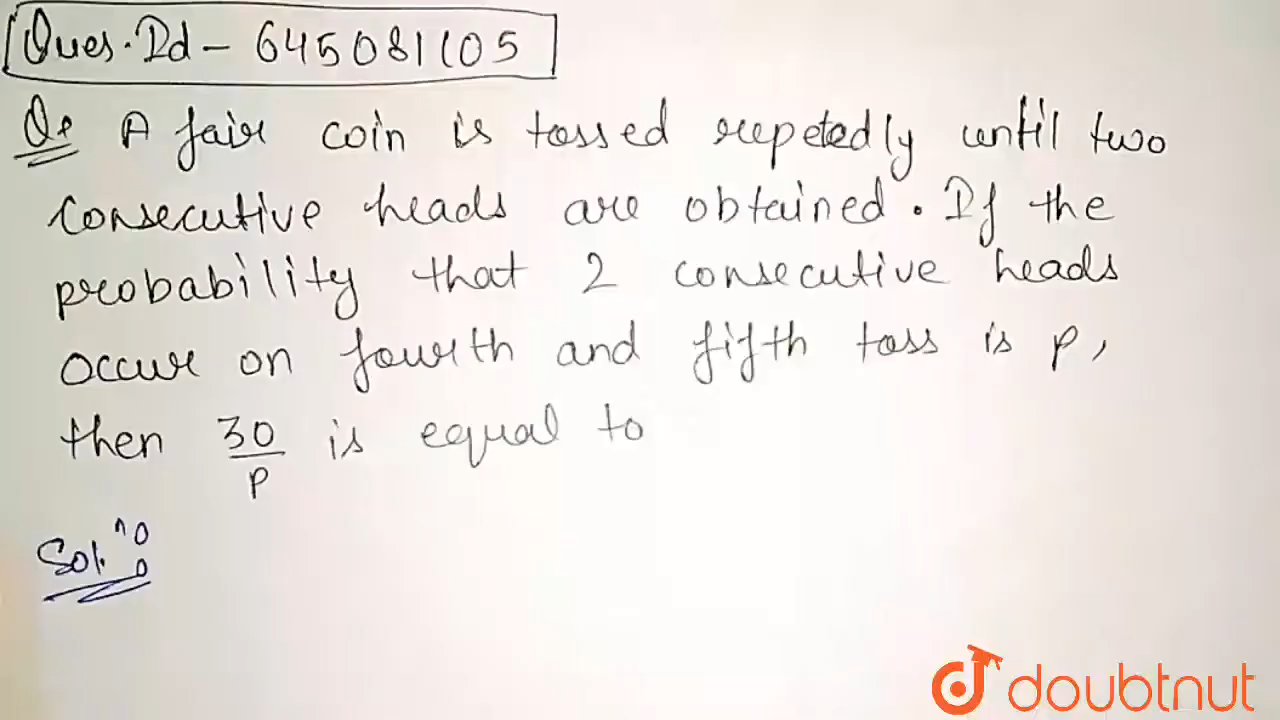 Ques. Id - 645081105
Q: A fair coin is tossed repetedly until two
consecutive heads are obtained. If the
probability that 2 consecutive heads
occur on fourth and fifth toss is p,
then 30/p is equal to
Sol.ⁿ:
doubtnut